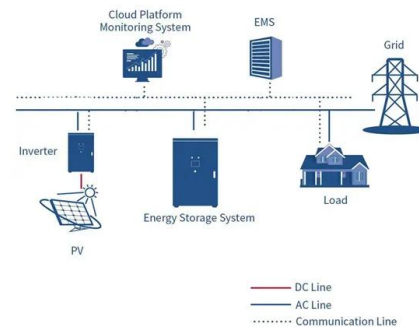 Cloud Platform
Monitoring System
EMS
Grid
Inverter
Energy Storage System
Load
PV
DC Line
AC Line
Communication Line